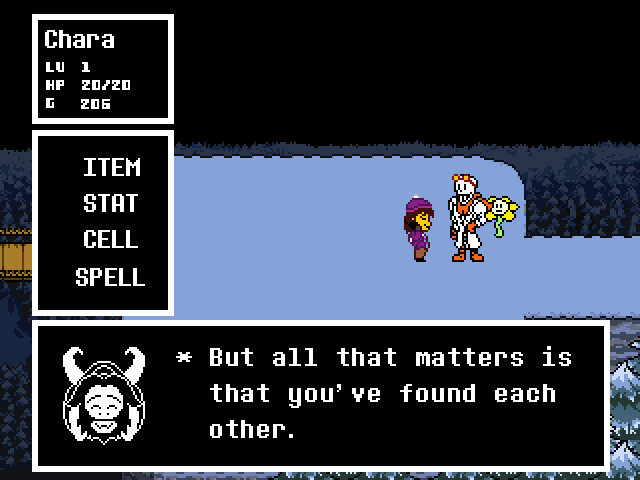 Chara
LV 1
HP 20/20
G 206
ITEM
STAT
CELL
SPELL
* But all that matters is
that you've found each
other.